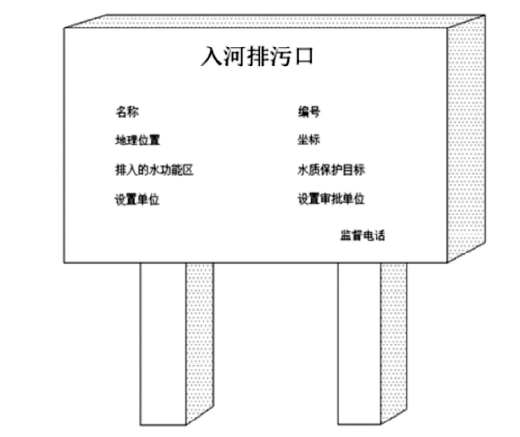 入河排污口
名称 编号
地理位置 坐标
排入的水功能区 水质保护目标
设置单位 设置审批单位
监督电话